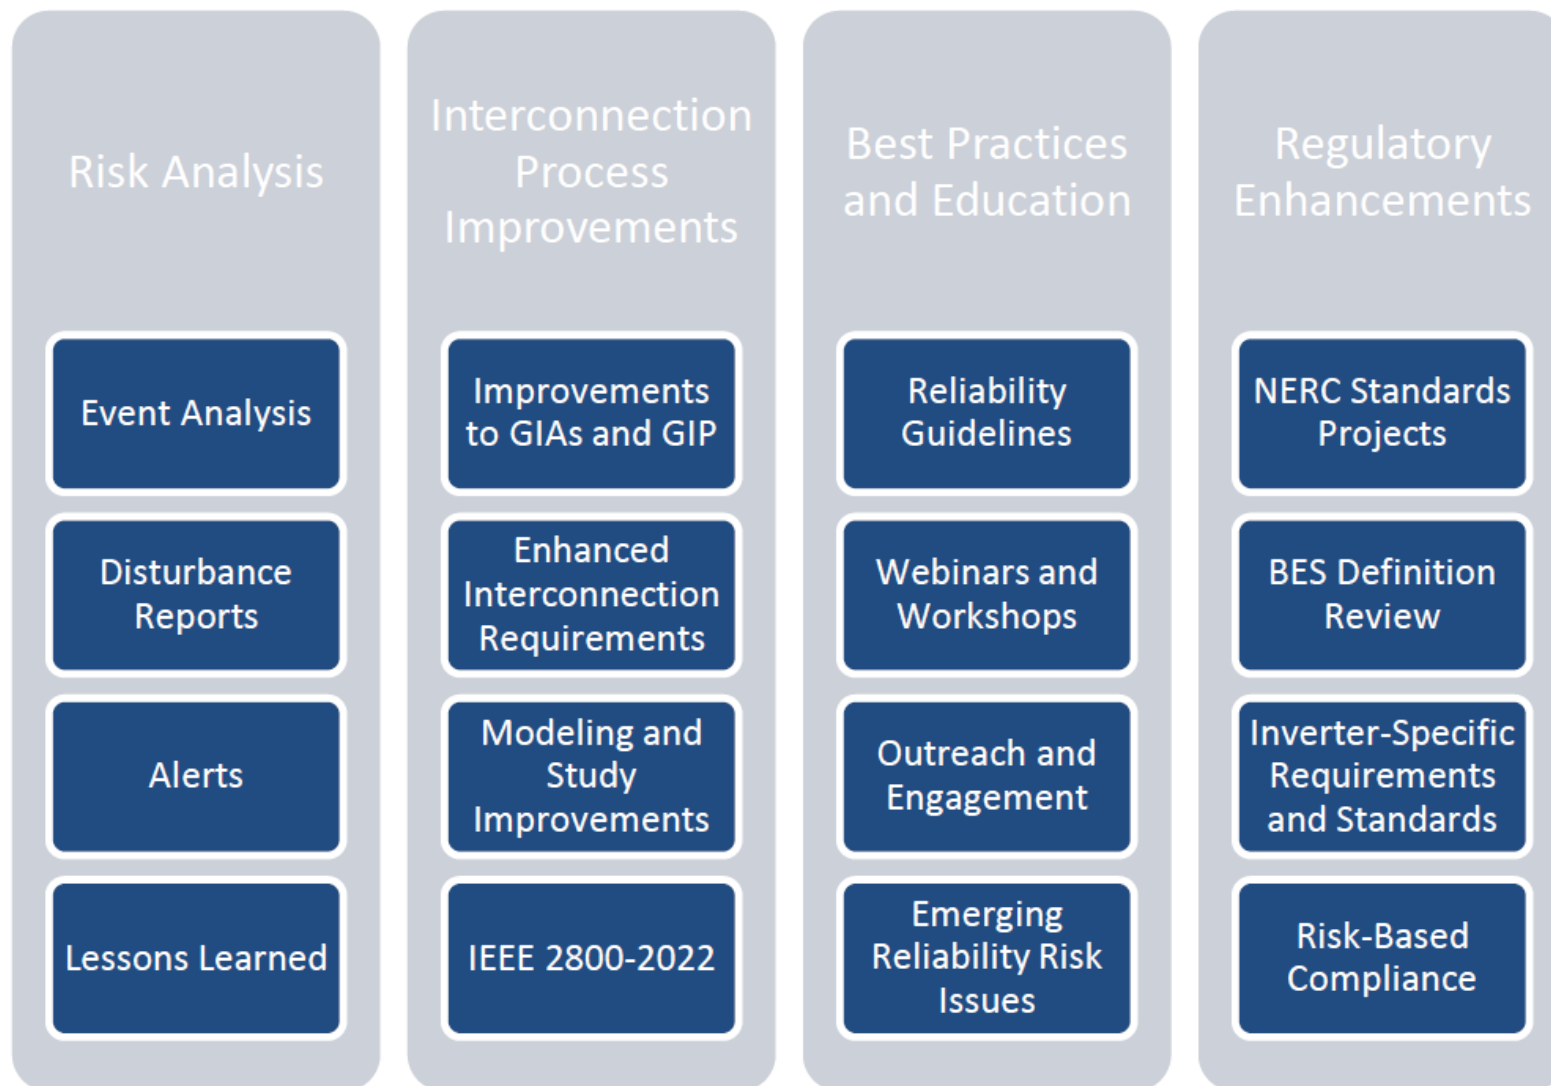 Risk Analysis
Event Analysis
Disturbance
Reports
Alerts
Lessons Learned
Interconnection
Process
Improvements
Improvements
to GIAs and GIP
Enhanced
Interconnection
Requirements
Modeling and
Study
Improvements
IEEE 2800-2022
Best Practices
and Education
Reliability
Guidelines
Webinars and
Workshops
Outreach and
Engagement
Emerging
Reliability Risk
Issues
Regulatory
Enhancements
NERC Standards
Projects
BES Definition
Review
Inverter-Specific
Requirements
and Standards
Risk-Based
Compliance